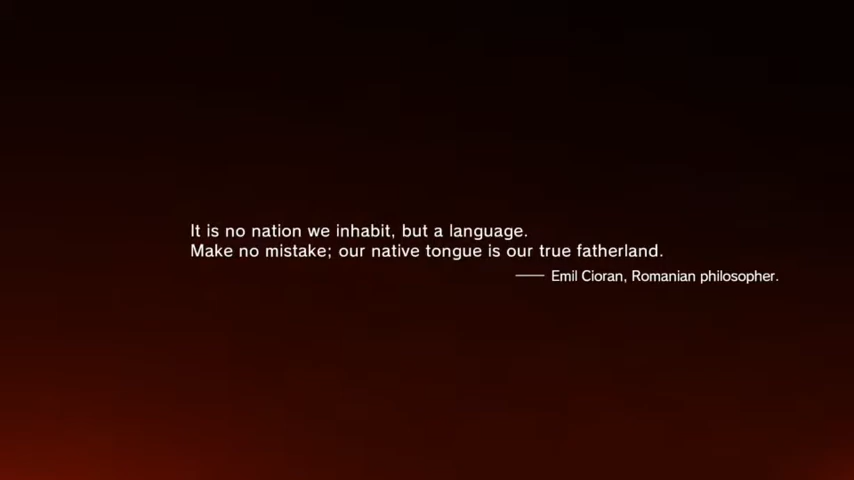 It is no nation we inhabit, but a language.
Make no mistake; our native tongue is our true fatherland.
—— Emil Cioran, Romanian philosopher.